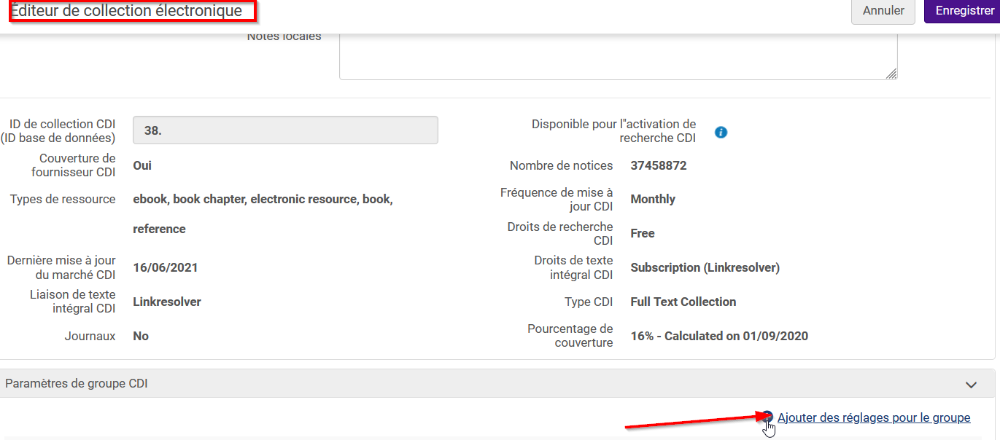 Éditeur de collection électronique
Annuler
Enregistrer
Notes locales
ID de collection CDI
(ID base de données)
38.
Disponible pour l''activation de
recherche CDI
Couverture de
fournisseur CDI
Oui
Nombre de notices
37458872
Types de ressource
ebook, book chapter, electronic resource, book,
reference
Fréquence de mise à
jour CDI
Monthly
Droits de recherche
CDI
Free
Dernière mise à jour
du marché CDI
16/06/2021
Droits de texte
intégral CDI
Subscription (Linkresolver)
Liaison de texte
intégral CDI
Linkresolver
Type CDI
Full Text Collection
Journaux
No
Pourcentage de
couverture
16% - Calculated on 01/09/2020
Paramètres de groupe CDI
Ajouter des réglages pour le groupe